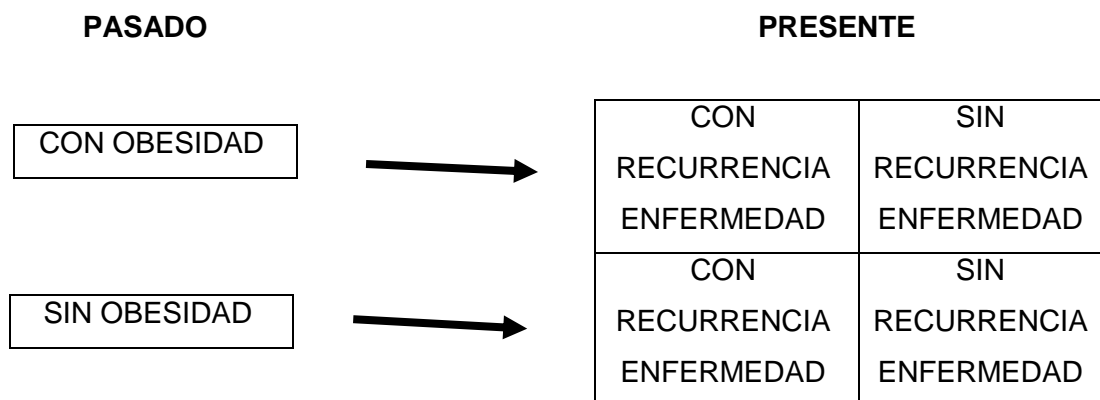 PASADO
PRESENTE
CON OBESIDAD
CON
RECURRENCIA
ENFERMEDAD
SIN
RECURRENCIA
ENFERMEDAD
SIN OBESIDAD
CON
RECURRENCIA
ENFERMEDAD
SIN
RECURRENCIA
ENFERMEDAD